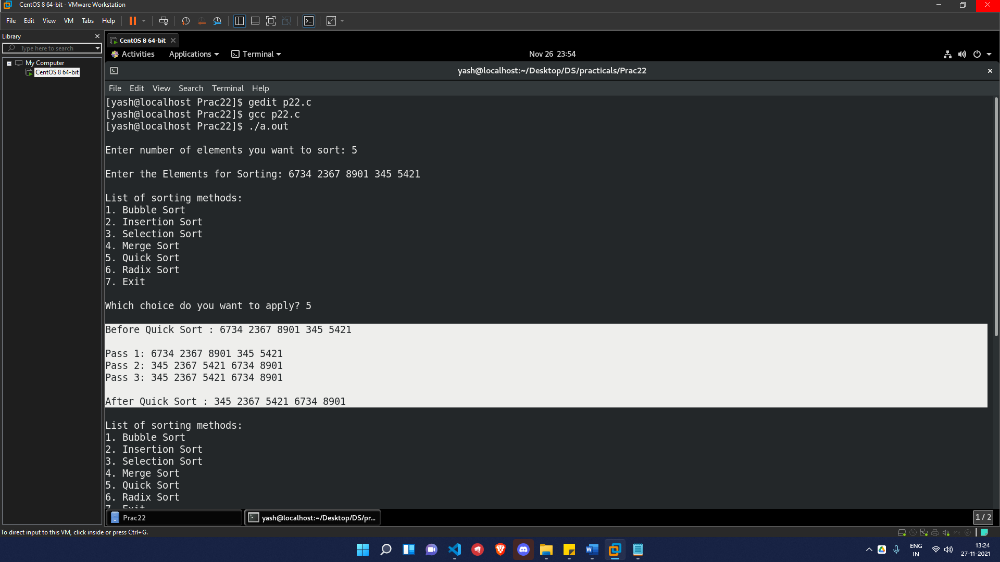 CentOS 8 64-bit - VMware Workstation
File Edit View VM Tabs Help
Library
Type here to search
My Computer
CentOS 8 64-bit
CentOS 8 64-bit
Activities Applications Terminal Nov 26 23:54
yash@localhost:~/Desktop/DS/practicals/Prac22
File Edit View Search Terminal Help
[yash@localhost Prac22]$ gedit p22.c
[yash@localhost Prac22]$ gcc p22.c
[yash@localhost Prac22]$ ./a.out
Enter number of elements you want to sort: 5
Enter the Elements for Sorting: 6734 2367 8901 345 5421
List of sorting methods:
1. Bubble Sort
2. Insertion Sort
3. Selection Sort
4. Merge Sort
5. Quick Sort
6. Radix Sort
7. Exit
Which choice do you want to apply? 5
Before Quick Sort : 6734 2367 8901 345 5421
Pass 1: 6734 2367 8901 345 5421
Pass 2: 345 2367 5421 6734 8901
Pass 3: 345 2367 5421 6734 8901
After Quick Sort : 345 2367 5421 6734 8901
List of sorting methods:
1. Bubble Sort
2. Insertion Sort
3. Selection Sort
4. Merge Sort
5. Quick Sort
6. Radix Sort
7. Exit
Prac22
yash@localhost:~/Desktop/DS/pr...
1 / 2
To direct input to this VM, click inside or press Ctrl+G.
ENG
IN
13:24
27-11-2021